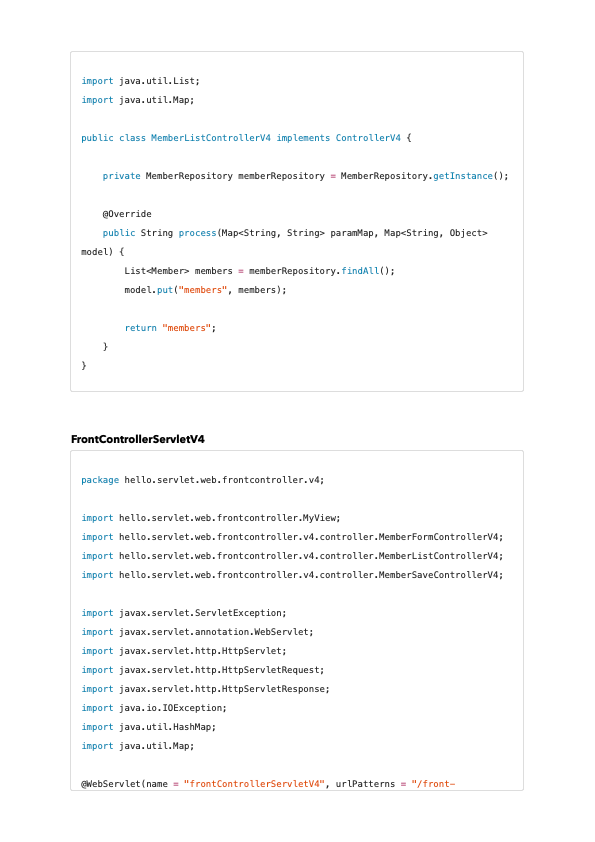 import java.util.List;
import java.util.Map;
public class MemberListControllerV4 implements ControllerV4 {
private MemberRepository memberRepository = MemberRepository.getInstance();
@Override
public String process(Map<String, String> paramMap, Map<String, Object>
model) {
List<Member> members = memberRepository.findAll();
model.put("members", members);
return "members";
}
}
FrontControllerServletV4
package hello.servlet.web.frontcontroller.v4;
import hello.servlet.web.frontcontroller.MyView;
import hello.servlet.web.frontcontroller.v4.controller.MemberFormControllerV4;
import hello.servlet.web.frontcontroller.v4.controller.MemberListControllerV4;
import hello.servlet.web.frontcontroller.v4.controller.MemberSaveControllerV4;
import javax.servlet.ServletException;
import javax.servlet.annotation.WebServlet;
import javax.servlet.http.HttpServlet;
import javax.servlet.http.HttpServletRequest;
import javax.servlet.http.HttpServletResponse;
import java.io.IOException;
import java.util.HashMap;
import java.util.Map;
@WebServlet(name = "frontControllerServletV4", urlPatterns = "/front-